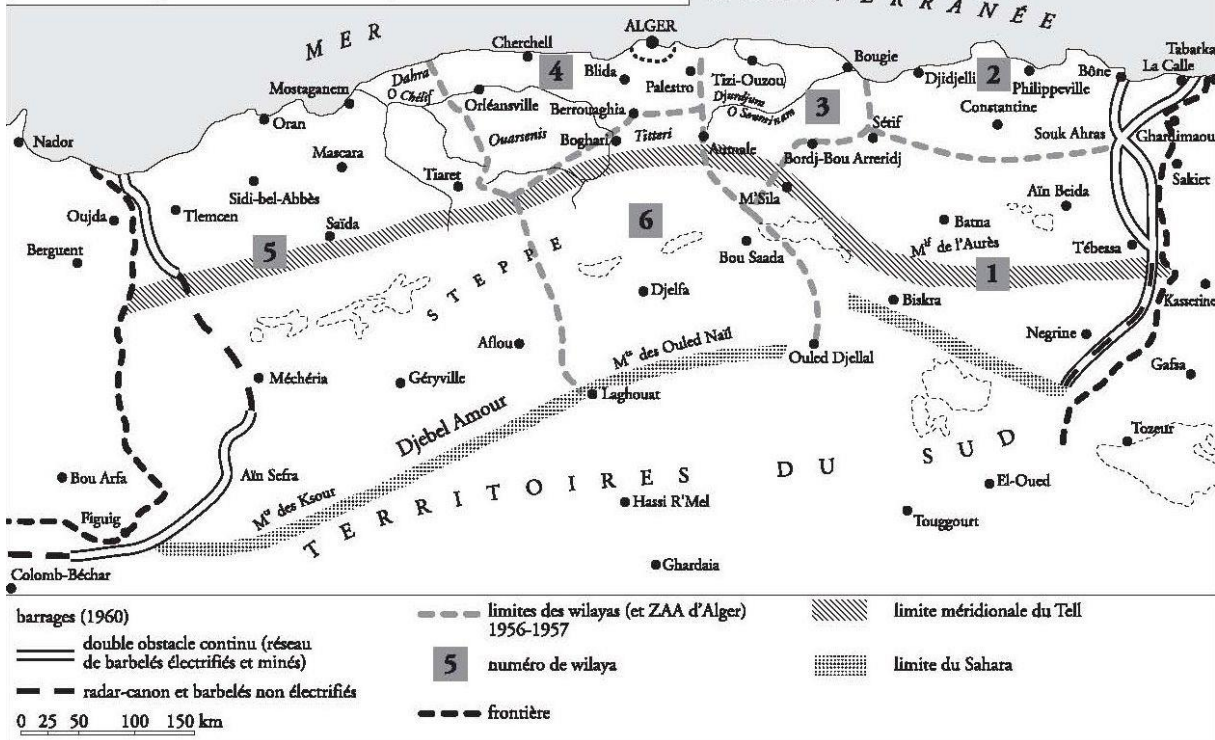 MER
MÉDITERRANÉE
ALGER
Cherchell
4
Blida
Palestro
Tizi-Ouzou
Bougie
Djidjelli
2
Philippeville
Bône
Tabarka
La Calle
Dahra
O Chélif
Orléansville
Berrouaghia
Djurdjura
O Soummam
3
Sétif
Constantine
Souk Ahras
Ghardimaou
Mostaganem
Oran
Nador
Ouarsenis
Boghari
Titteri
Aumale
Bordj-Bou Arreridj
Sakiet
Mascara
Tiaret
M'Sila
Aïn Beida
Sidi-bel-Abbès
Tlemcen
Oujda
Saïda
Berguent
5
6
Bou Saada
Batna
Mif de l'Aurès
Tébessa
1
STEPPE
Djelfa
Biskra
Kasserine
Negrine
Aflou
Mts des Ouled Naïl
Ouled Djellal
Gafsa
Méchéria
Géryville
Laghouat
Djebel Amour
Tozeur
Bou Arfa
Aïn Sefra
Mts des Ksour
TERRITOIRES DU SUD
Hassi R'Mel
El-Oued
Touggourt
Figuig
Ghardaia
Colomb-Béchar
barrages (1960)
double obstacle continu (réseau
de barbelés électrifiés et minés)
radar-canon et barbelés non électrifiés
0 25 50 100 150 km
limites des wilayas (et ZAA d'Alger)
1956-1957
5 numéro de wilaya
frontière
limite méridionale du Tell
limite du Sahara